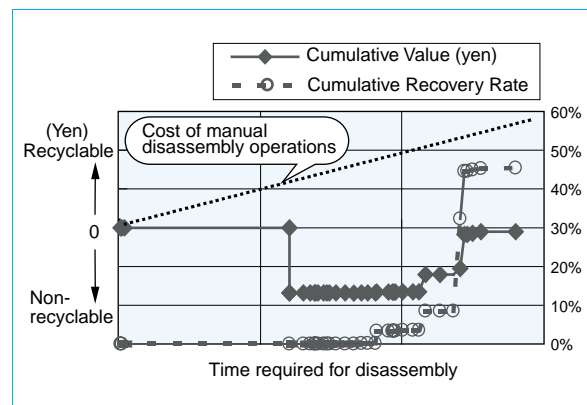 Cumulative Value (yen)
Cumulative Recovery Rate
(Yen)
Recyclable
0
Non-
recyclable
Cost of manual
disassembly operations
60%
50%
40%
30%
20%
10%
0%
Time required for disassembly